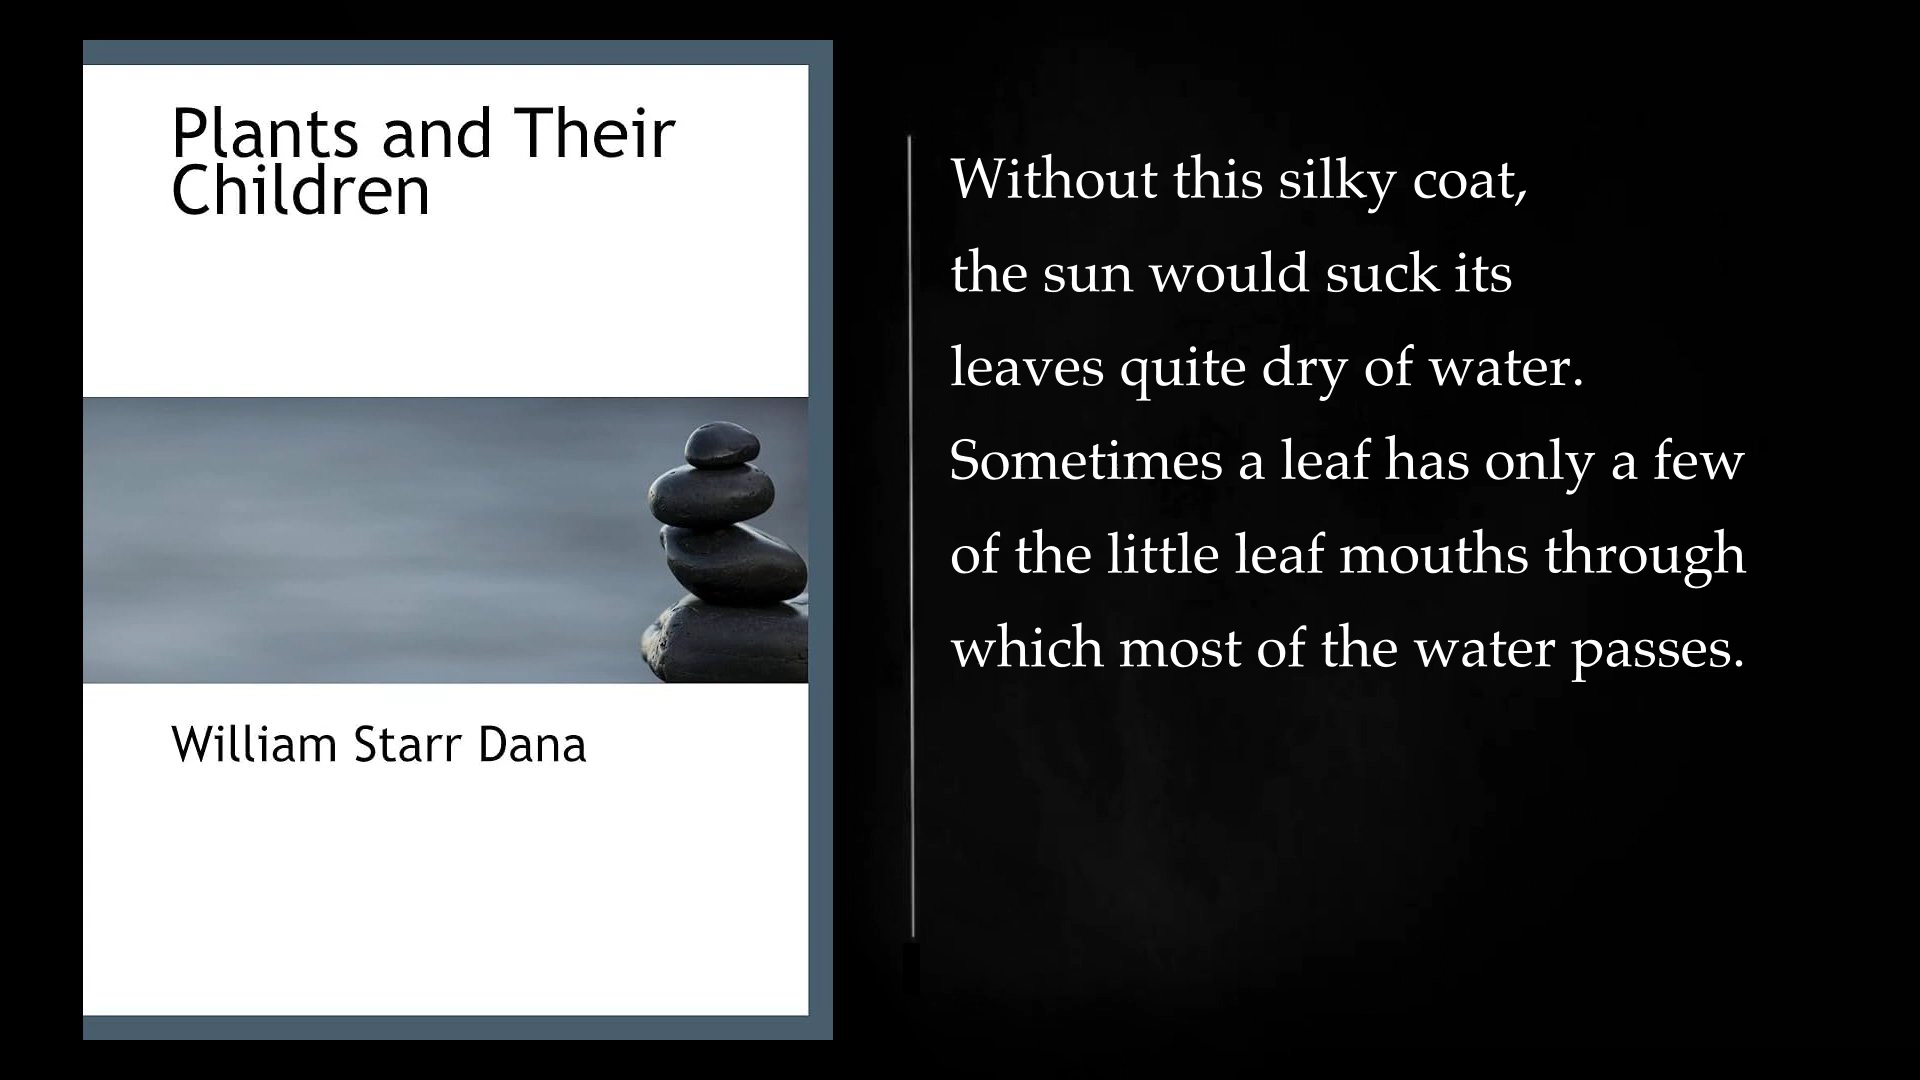 Plants and Their
Children
William Starr Dana
Without this silky coat,
the sun would suck its
leaves quite dry of water.
Sometimes a leaf has only a few
of the little leaf mouths through
which most of the water passes.